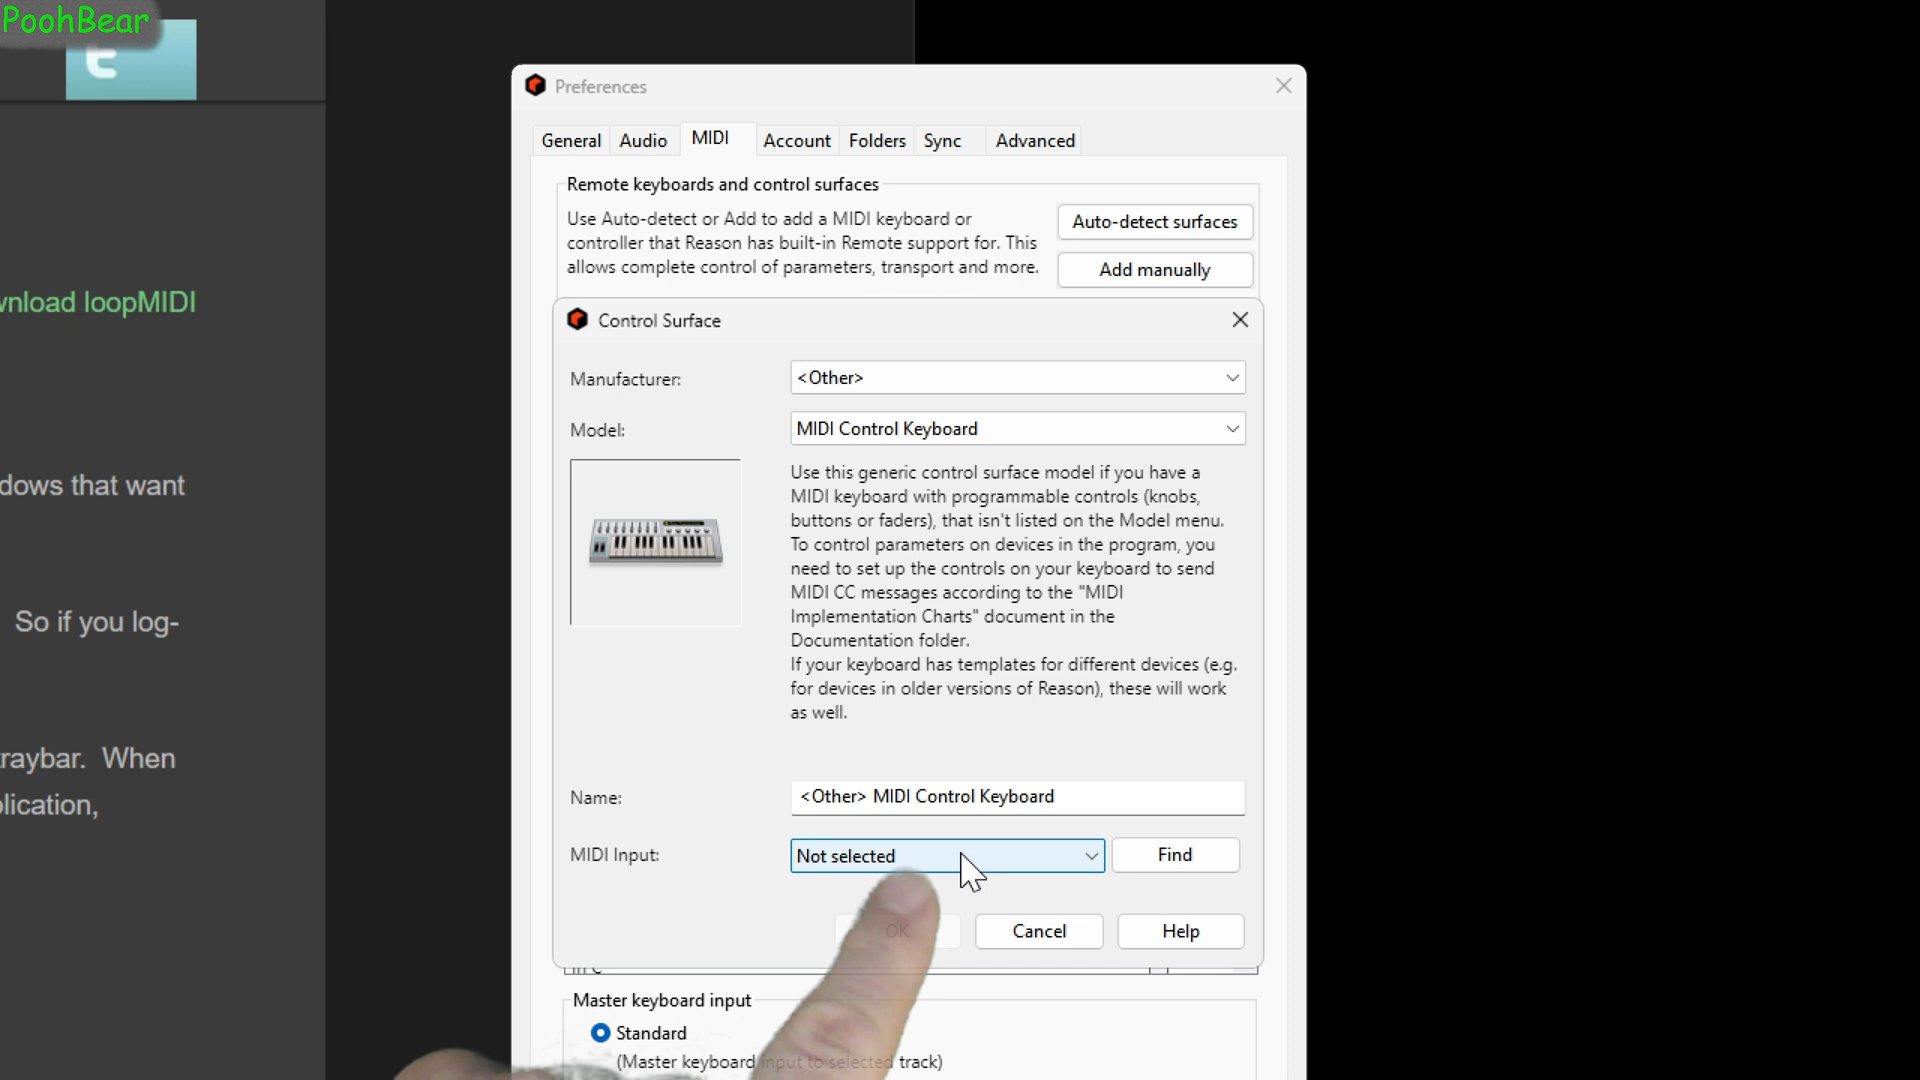 PoohBear
t
Preferences
General Audio MIDI Account Folders Sync Advanced
Remote keyboards and control surfaces
Use Auto-detect or Add to add a MIDI keyboard or
controller that Reason has built-in Remote support for. This
allows complete control of parameters, transport and more.
Auto-detect surfaces
Add manually
wnload loopMIDI
dows that want
So if you log-
traybar. When
plication,
Control Surface
Manufacturer: <Other>
Model: MIDI Control Keyboard
Use this generic control surface model if you have a
MIDI keyboard with programmable controls (knobs,
buttons or faders), that isn't listed on the Model menu.
To control parameters on devices in the program, you
need to set up the controls on your keyboard to send
MIDI CC messages according to the "MIDI
Implementation Charts" document in the
Documentation folder.
If your keyboard has templates for different devices (e.g.
for devices in older versions of Reason), these will work
as well.
Name: <Other> MIDI Control Keyboard
MIDI Input: Not selected Find
OK Cancel Help
Master keyboard input
Standard
(Master keyboard input to selected track)